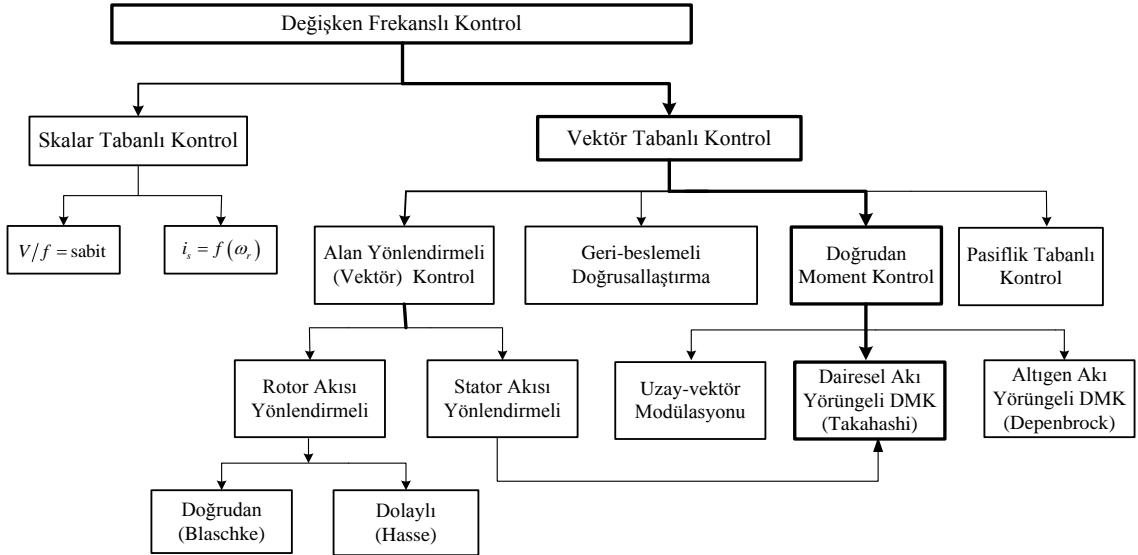 Değişken Frekanslı Kontrol
Skalar Tabanlı Kontrol
Vektör Tabanlı Kontrol
V/f = sabit
i_s = f(ω_r)
Alan Yönlendirmeli
(Vektör) Kontrol
Geri-beslemeli
Doğrusallaştırma
Doğrudan
Moment Kontrol
Pasiflik Tabanlı
Kontrol
Rotor Akısı
Yönlendirmeli
Stator Akısı
Yönlendirmeli
Uzay-vektör
Modülasyonu
Dairesel Akı
Yörüngeli DMK
(Takahashi)
Altıgen Akı
Yörüngeli DMK
(Depenbrock)
Doğrudan
(Blaschke)
Dolaylı
(Hasse)